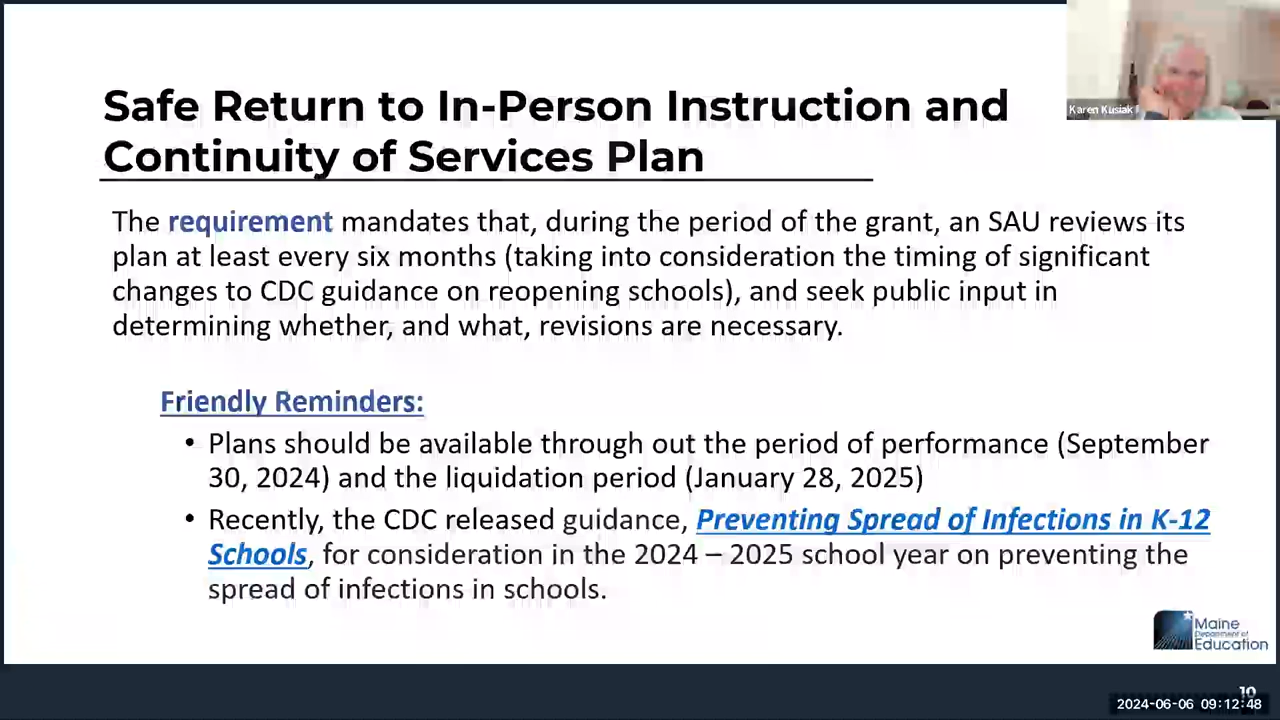 Safe Return to In-Person Instruction and
Continuity of Services Plan
Karen Kusiak
The requirement mandates that, during the period of the grant, an SAU reviews its
plan at least every six months (taking into consideration the timing of significant
changes to CDC guidance on reopening schools), and seek public input in
determining whether, and what, revisions are necessary.
Friendly Reminders:
• Plans should be available through out the period of performance (September
30, 2024) and the liquidation period (January 28, 2025)
• Recently, the CDC released guidance, Preventing Spread of Infections in K-12
Schools, for consideration in the 2024 – 2025 school year on preventing the
spread of infections in schools.
Maine
Department of
Education
10
2024-06-06 09:12:48